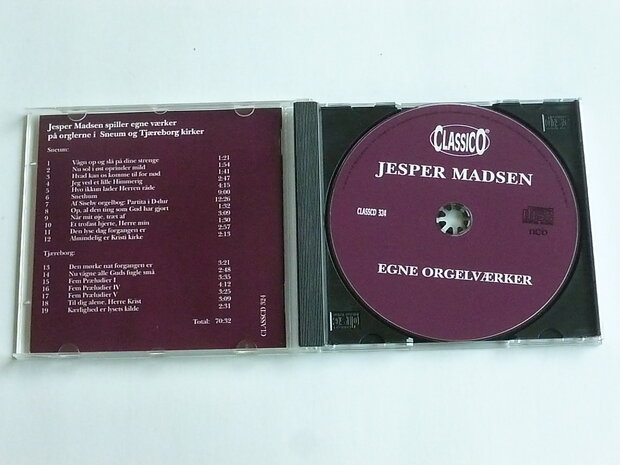 Jesper Madsen spiller egne værker
på orglerne i Sneum og Tjæreborg kirker
Sneum:
1 Vågn op og slå på dine strenge 1:21
2 Nu sol i øst oprinder mild 1:54
3 Hvad kan os komme til for nød 1:41
4 Jeg ved et lille Himmerig 2:47
5 Hvo ikkun lader Herren råde 4:15
6 Snethum 9:00
7 Af Siseby orgelbog: Partita i D-dur 12:26
8 Op, al den ting som Gud har gjort 1:32
9 Når mit øje, træt af 3:09
10 Et trofast hjerte, Herre min 1:30
11 Den lyse dag forgangen er 2:57
12 Almindelig er Kristi kirke 2:13
Tjæreborg:
13 Den mørke nat forgangen er 3:21
14 Nu vågne alle Guds fugle små 2:48
15 Fem Præludier I 3:35
16 Fem Præludier IV 4:12
17 Fem Præludier V 3:25
18 Til dig alene, Herre Krist 3:09
19 Kærlighed er lysets kilde 2:31
Total: 70:32
CLASSCD 324
CLASSICO®
JESPER MADSEN
CLASSCD 324
ncb
EGNE ORGELVÆRKER